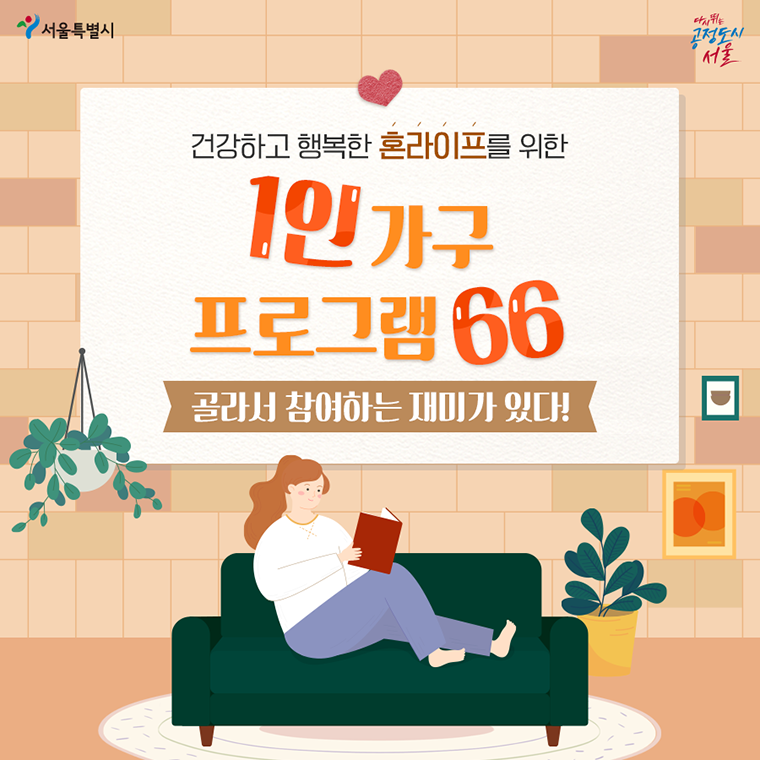 서울특별시
다시뛰는
공정도시
서울
건강하고 행복한 혼라이프를 위한
1인 가구
프로그램 66
골라서 참여하는 재미가 있다!